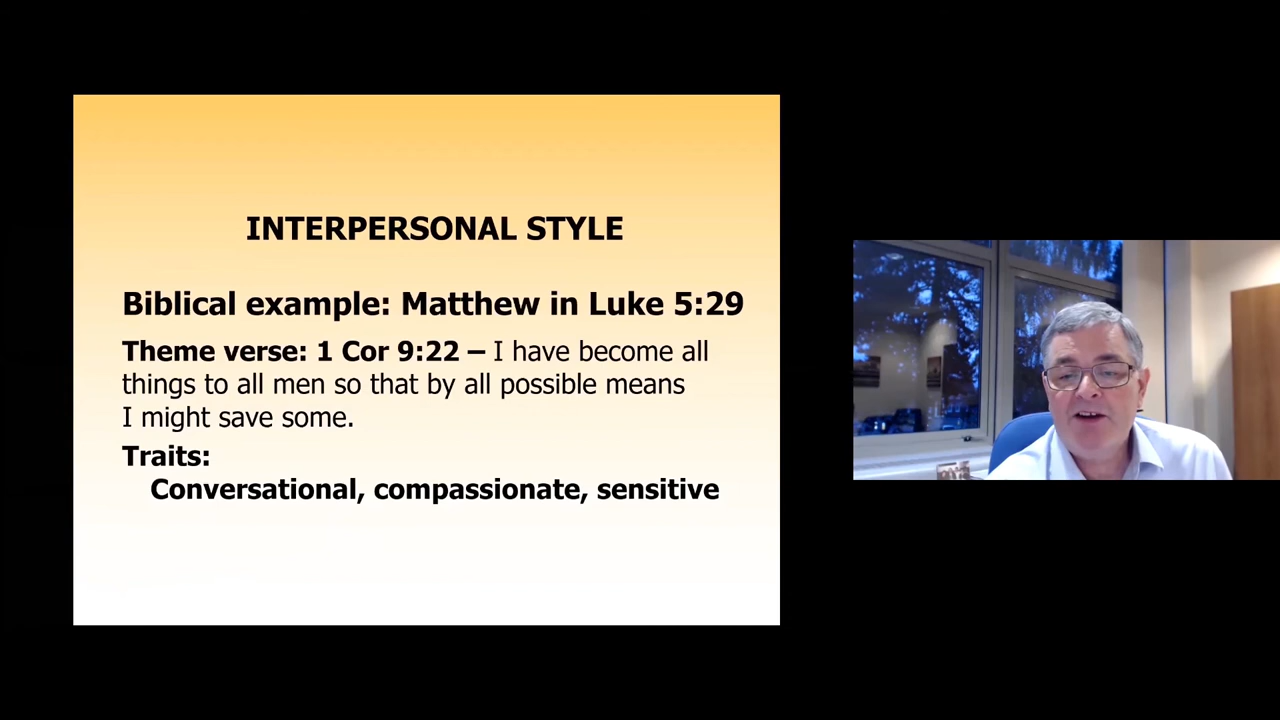 INTERPERSONAL STYLE
Biblical example: Matthew in Luke 5:29
Theme verse: 1 Cor 9:22 – I have become all
things to all men so that by all possible means
I might save some.
Traits:
Conversational, compassionate, sensitive